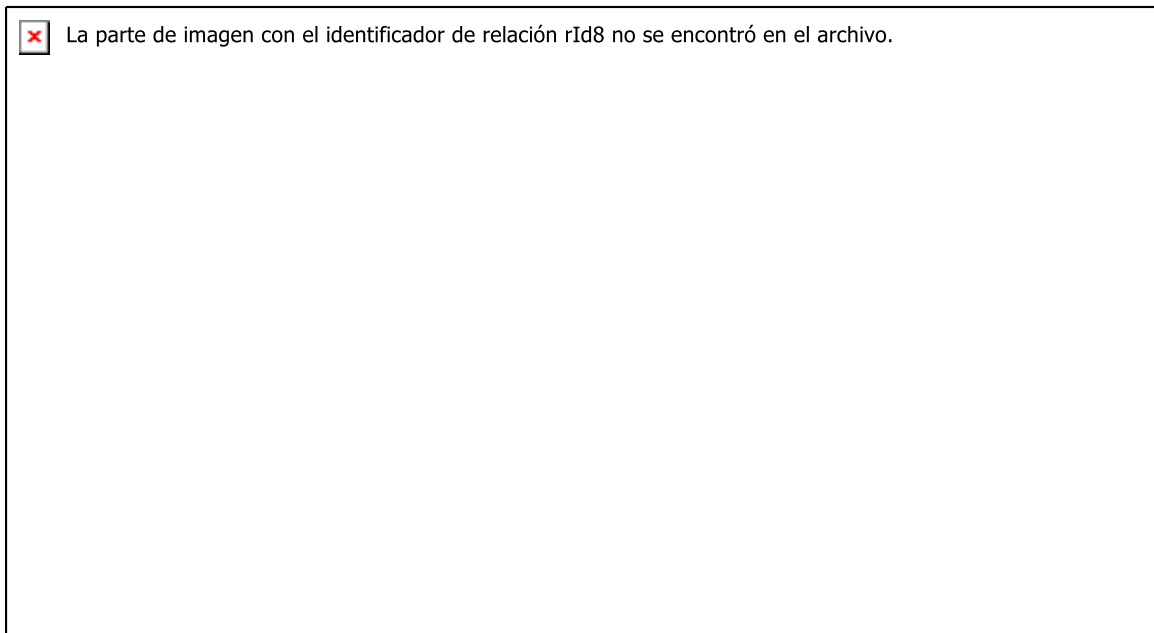 La parte de imagen con el identificador de relación rId8 no se encontró en el archivo.